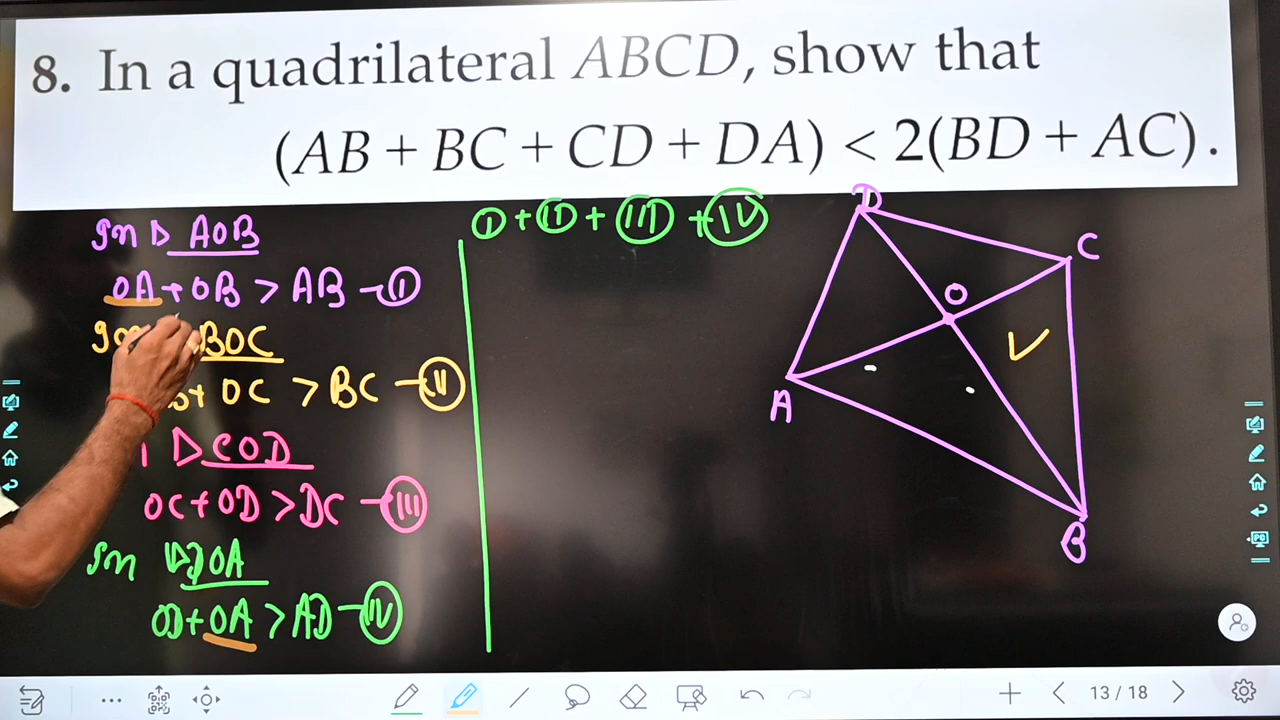 8. In a quadrilateral ABCD, show that
(AB + BC + CD + DA) < 2(BD + AC).
In △ AOB
OA + OB > AB - I
BOC
+ OC > BC - II
△ COD
OC + OD > DC - III
In △ DOA
OD + OA > AD - IV
I + II + III + IV
D
C
O
A
B
13 / 18